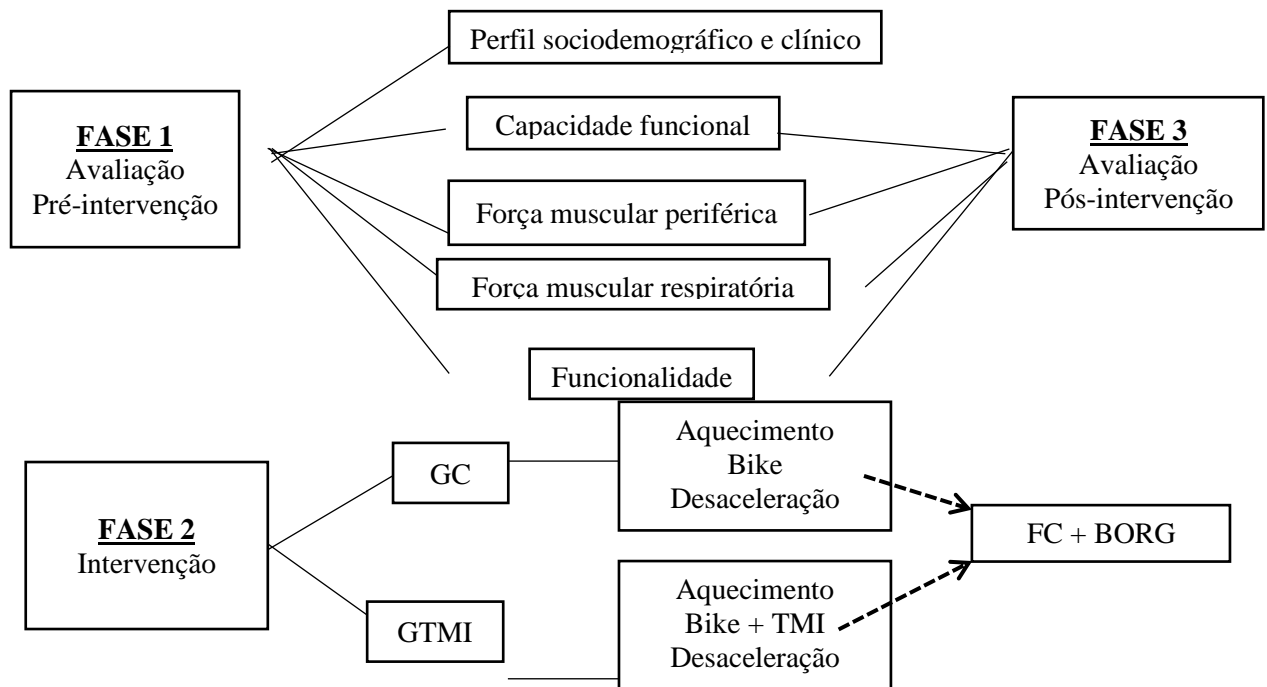 Perfil sociodemográfico e clínico
FASE 1
Avaliação
Pré-intervenção
Capacidade funcional
Força muscular periférica
Força muscular respiratória
Funcionalidade
FASE 3
Avaliação
Pós-intervenção
FASE 2
Intervenção
GC
Aquecimento
Bike
Desaceleração
GTMI
Aquecimento
Bike + TMI
Desaceleração
FC + BORG